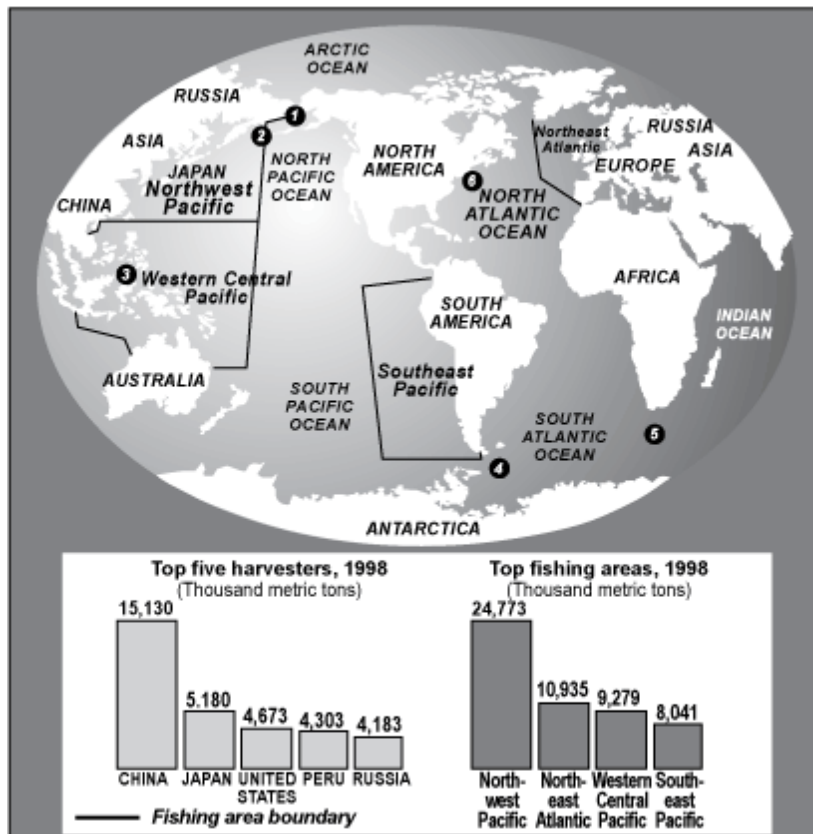 ARCTIC
OCEAN
RUSSIA
1
2
ASIA
JAPAN
Northwest
Pacific
NORTH
PACIFIC
OCEAN
NORTH
AMERICA
6
NORTH
ATLANTIC
OCEAN
Northeast
Atlantic
EUROPE
RUSSIA
ASIA
CHINA
3
Western Central
Pacific
AFRICA
SOUTH
AMERICA
INDIAN
OCEAN
Southeast
Pacific
AUSTRALIA
SOUTH
PACIFIC
OCEAN
SOUTH
ATLANTIC
OCEAN
5
4
ANTARCTICA
Top five harvesters, 1998
(Thousand metric tons)
15,130
5.180
4,673
4,303
4,183
CHINA
JAPAN
UNITED
STATES
PERU
RUSSIA
Fishing area boundary
Top fishing areas, 1998
(Thousand metric tons)
24,773
10,935
9,279
8,041
North-
west
Pacific
North-
east
Atlantic
Western
Central
Pacific
South-
east
Pacific